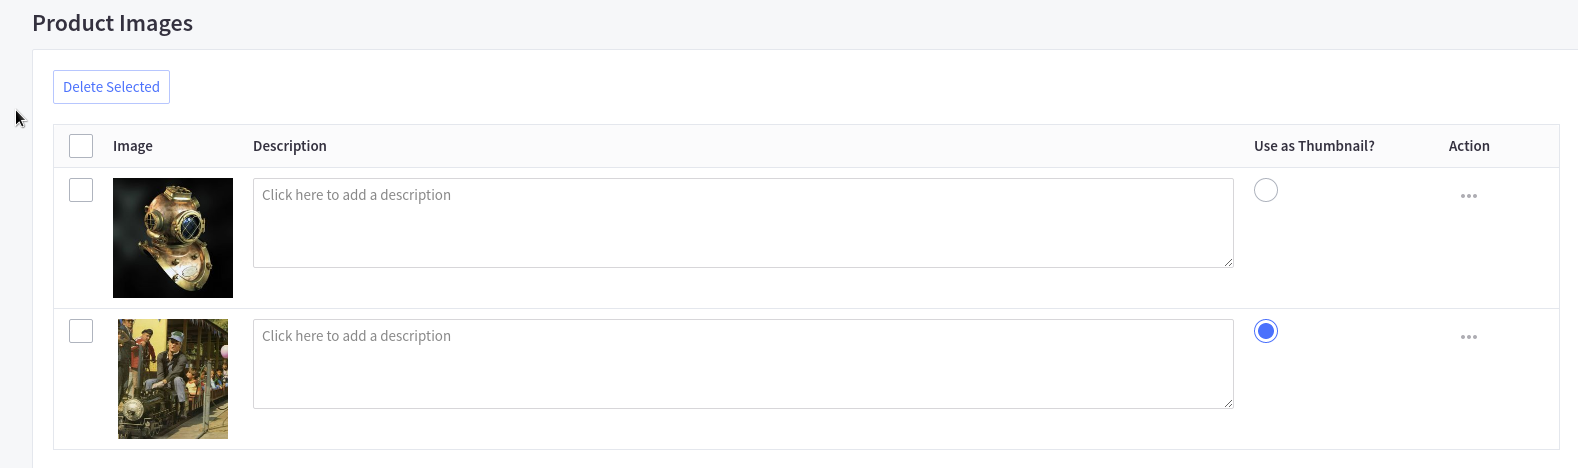 Product Images
Delete Selected
Image Description Use as Thumbnail? Action
Click here to add a description
Click here to add a description